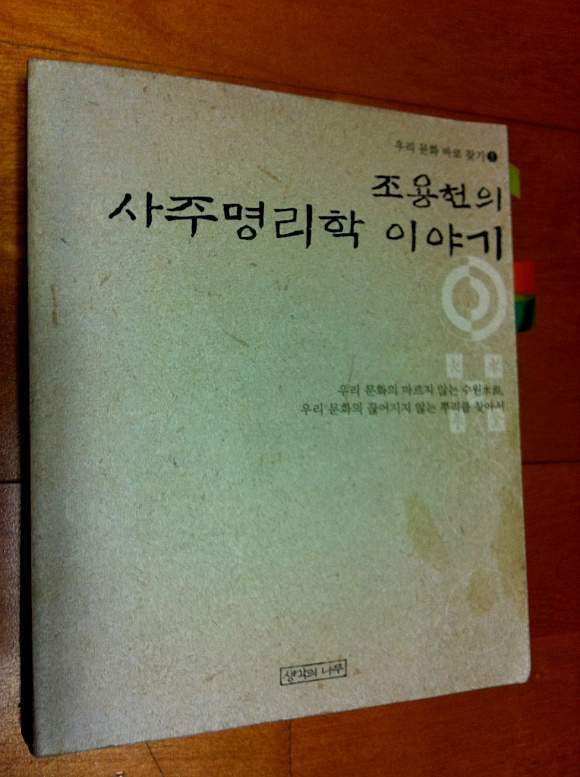 우리 문화 바로 찾기 1
조용헌의
사주명리학 이야기
우리 문화의 마르지 않는 수원水源,
우리 문화의 끊어지지 않는 뿌리를 찾아서
생각의 나무